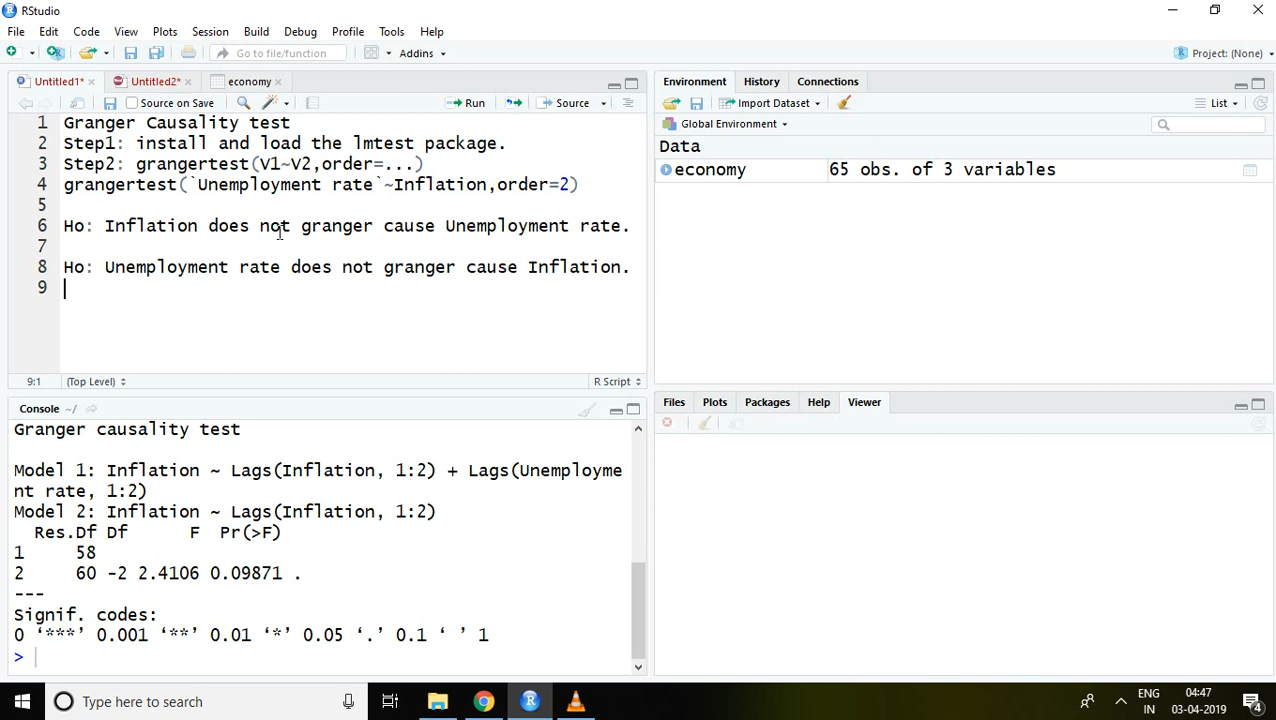 RStudio
File Edit Code View Plots Session Build Debug Profile Tools Help
Go to file/function Addins Project: (None)
Untitled1* Untitled2* economy
Source on Save Run Source
1 Granger Causality test
2 Step1: install and load the lmtest package.
3 Step2: grangertest(V1~V2,order=...)
4 grangertest(`Unemployment rate`~Inflation,order=2)
5
6 Ho: Inflation does not granger cause Unemployment rate.
7
8 Ho: Unemployment rate does not granger cause Inflation.
9
9:1 (Top Level) R Script
Console ~/
Granger causality test
Model 1: Inflation ~ Lags(Inflation, 1:2) + Lags(Unemployme
nt rate, 1:2)
Model 2: Inflation ~ Lags(Inflation, 1:2)
Res.Df Df F Pr(>F)
1 58
2 60 -2 2.4106 0.09871 .
---
Signif. codes:
0 ‘***’ 0.001 ‘**’ 0.01 ‘*’ 0.05 ‘.’ 0.1 ‘ ’ 1
>
Environment History Connections
Import Dataset List
Global Environment
Data
economy 65 obs. of 3 variables
Files Plots Packages Help Viewer
Type here to search
ENG 04:47
IN 03-04-2019
4